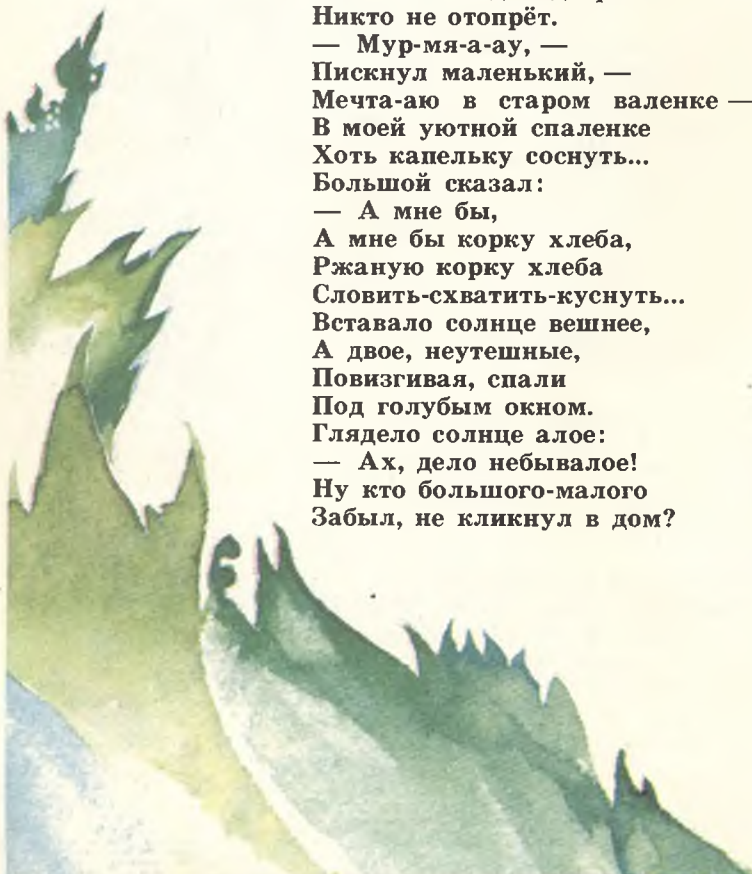 Никто не отопрёт.
— Мур-мя-а-ау, —
Пискнул маленький, —
Мечта-аю в старом валенке —
В моей уютной спаленке
Хоть капельку соснуть...
Большой сказал:
— А мне бы,
А мне бы корку хлеба,
Ржаную корку хлеба
Словить-схватить-куснуть...
Вставало солнце вешнее,
А двое, неутешные,
Повизгивая, спали
Под голубым окном.
Глядело солнце алое:
— Ах, дело небывалое!
Ну кто большого-малого
Забыл, не кликнул в дом?